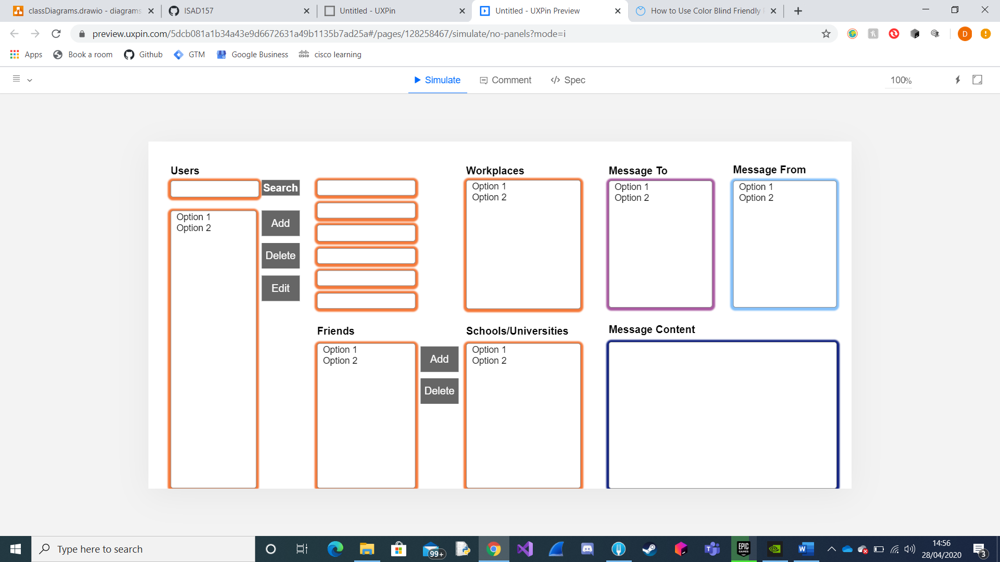 classDiagrams.drawio - diagrams
ISAD157
Untitled - UXPin
Untitled - UXPin Preview
How to Use Color Blind Friendly
preview.uxpin.com/5dcb081a1b34a43e9d6672631a49b1135b7ad25a#/pages/128258467/simulate/no-panels?mode=i
D
Apps
Book a room
Github
GTM
Google Business
cisco learning
Simulate
Comment
Spec
100%
Users
Workplaces
Message To
Message From
Search
Option 1
Option 2
Option 1
Option 2
Option 1
Option 2
Option 1
Option 2
Add
Delete
Edit
Friends
Schools/Universities
Message Content
Option 1
Option 2
Add
Delete
Option 1
Option 2
Type here to search
99+
EPIC GAMES
14:56
28/04/2020
3